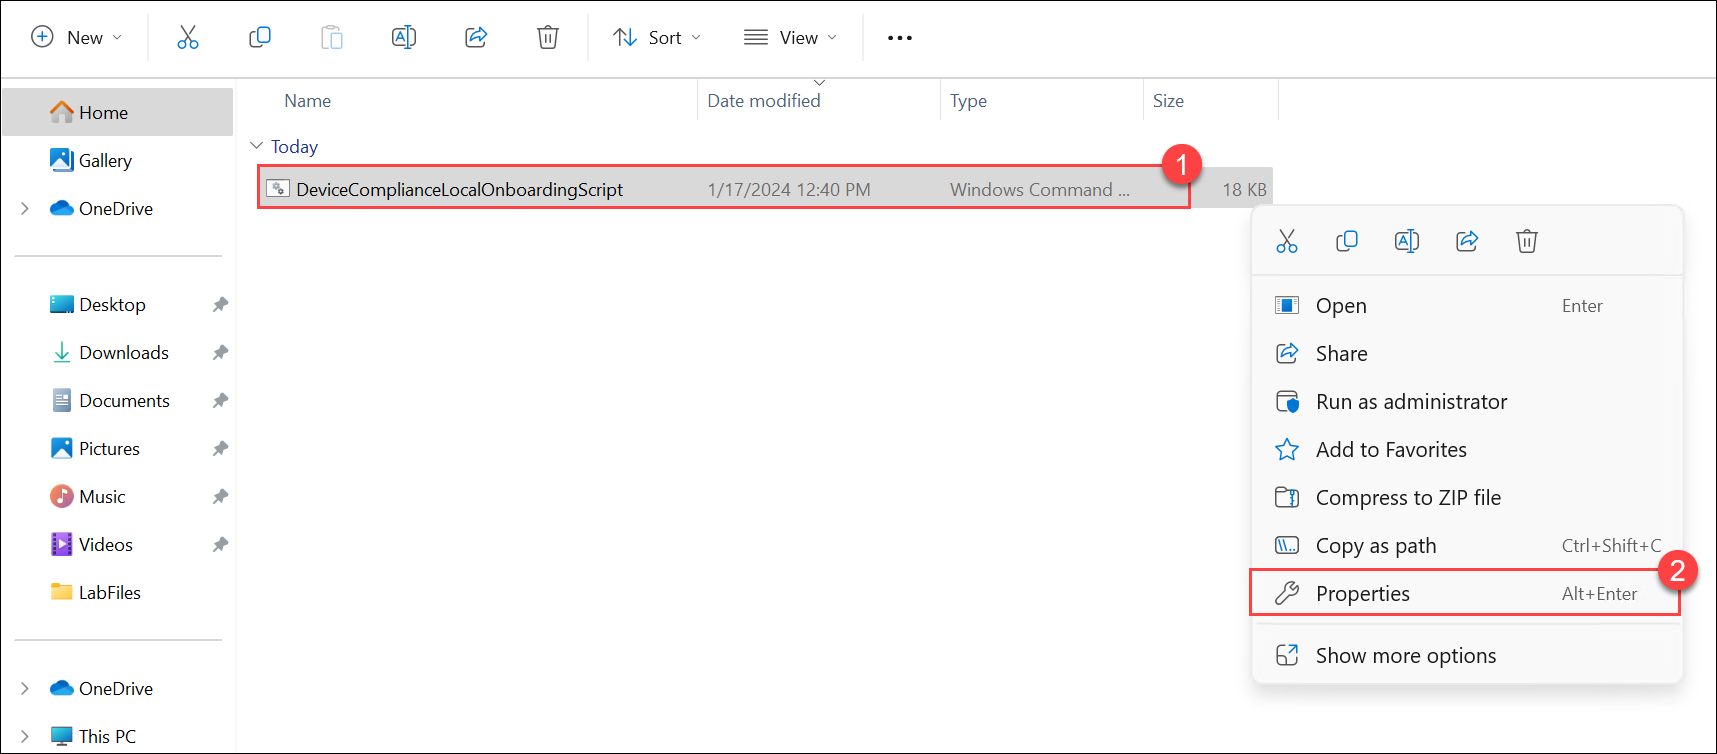 New
Sort
View
Home
Gallery
OneDrive
Desktop
Downloads
Documents
Pictures
Music
Videos
LabFiles
OneDrive
This PC
Name Date modified Type Size
Today
DeviceComplianceLocalOnboardingScript 1/17/2024 12:40 PM Windows Command ... 18 KB
1
Open Enter
Share
Run as administrator
Add to Favorites
Compress to ZIP file
Copy as path Ctrl+Shift+C
Properties Alt+Enter
2
Show more options